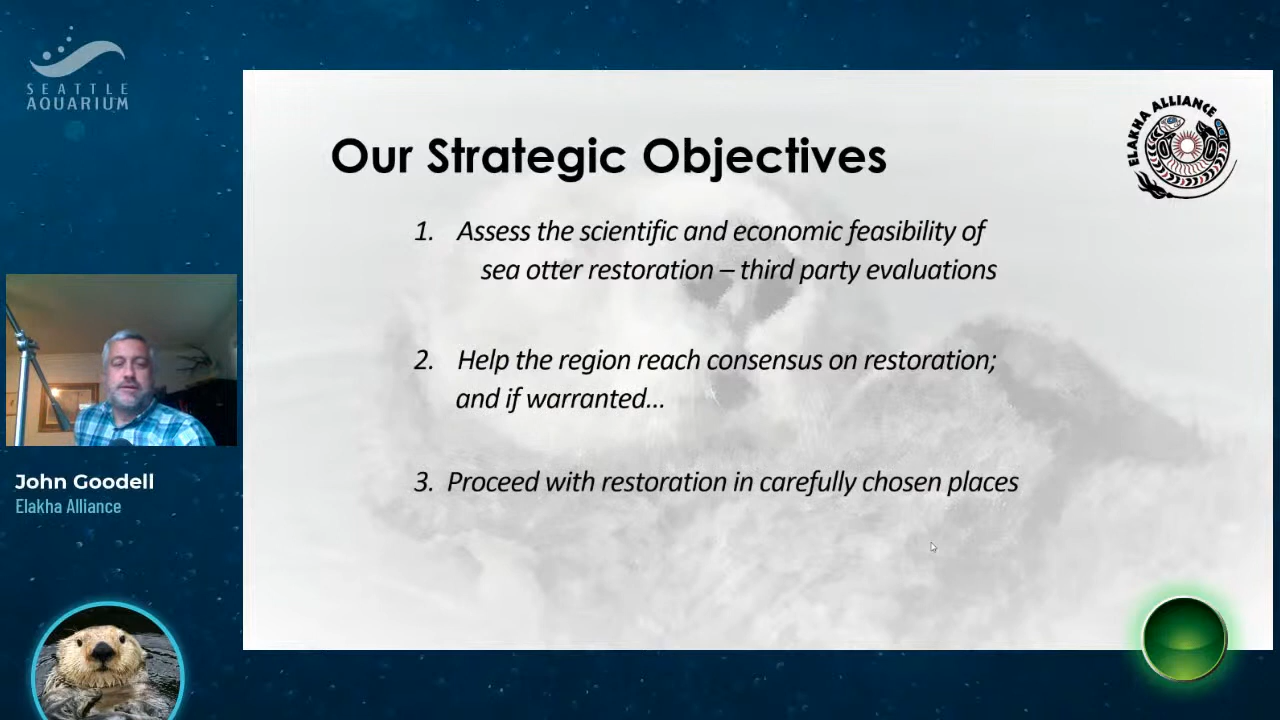 SEATTLE
AQUARIUM
ELAKHA ALLIANCE
Our Strategic Objectives
1. Assess the scientific and economic feasibility of
sea otter restoration – third party evaluations
2. Help the region reach consensus on restoration;
and if warranted...
3. Proceed with restoration in carefully chosen places
John Goodell
Elakha Alliance